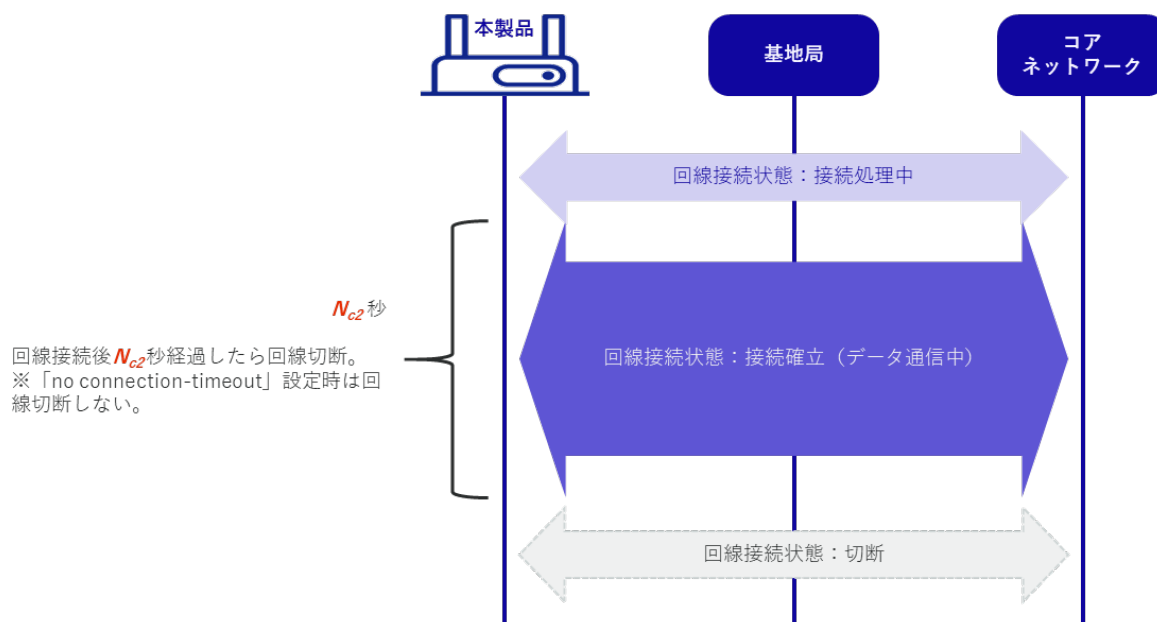 本製品
基地局
コア
ネットワーク
回線接続状態：接続処理中
Nc2 秒
回線接続後Nc2秒経過したら回線切断。
※「no connection-timeout」設定時は回
線切断しない。
回線接続状態：接続確立（データ通信中）
回線接続状態：切断